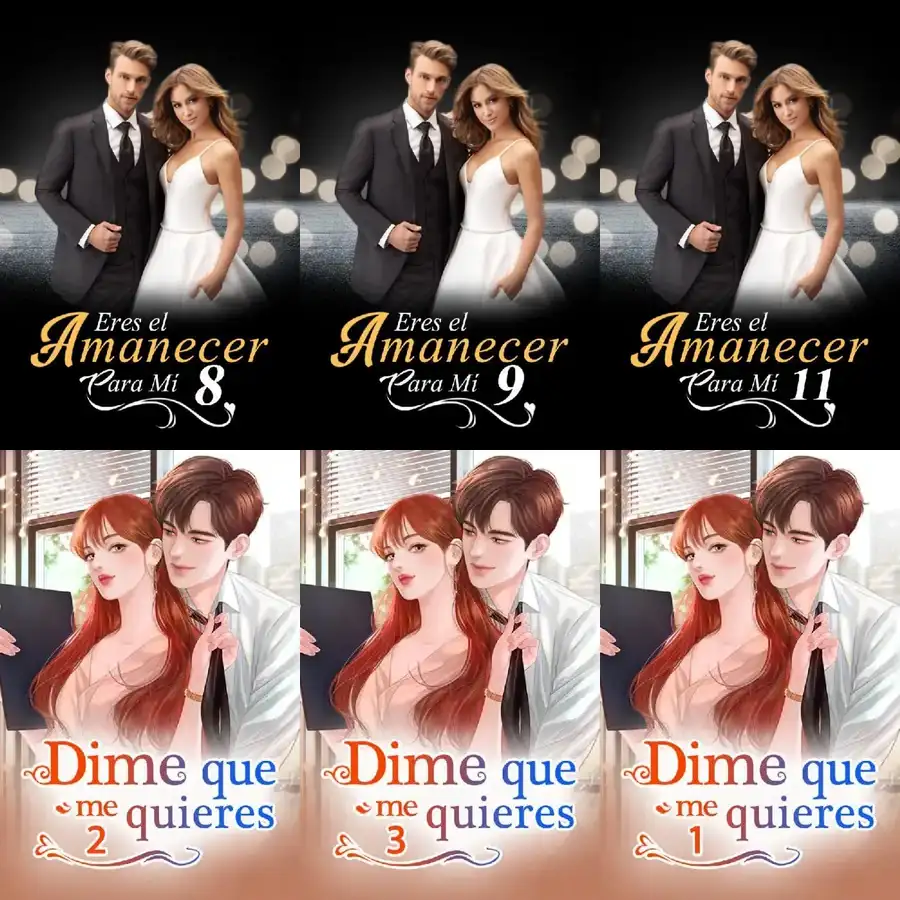 Eres el
Amanecer
Para Mí 8
Eres el
Amanecer
Para Mí 9
Eres el
Amanecer
Para Mí 11
Dime que
me quieres
2
Dime que
me quieres
3
Dime que
me quieres
1